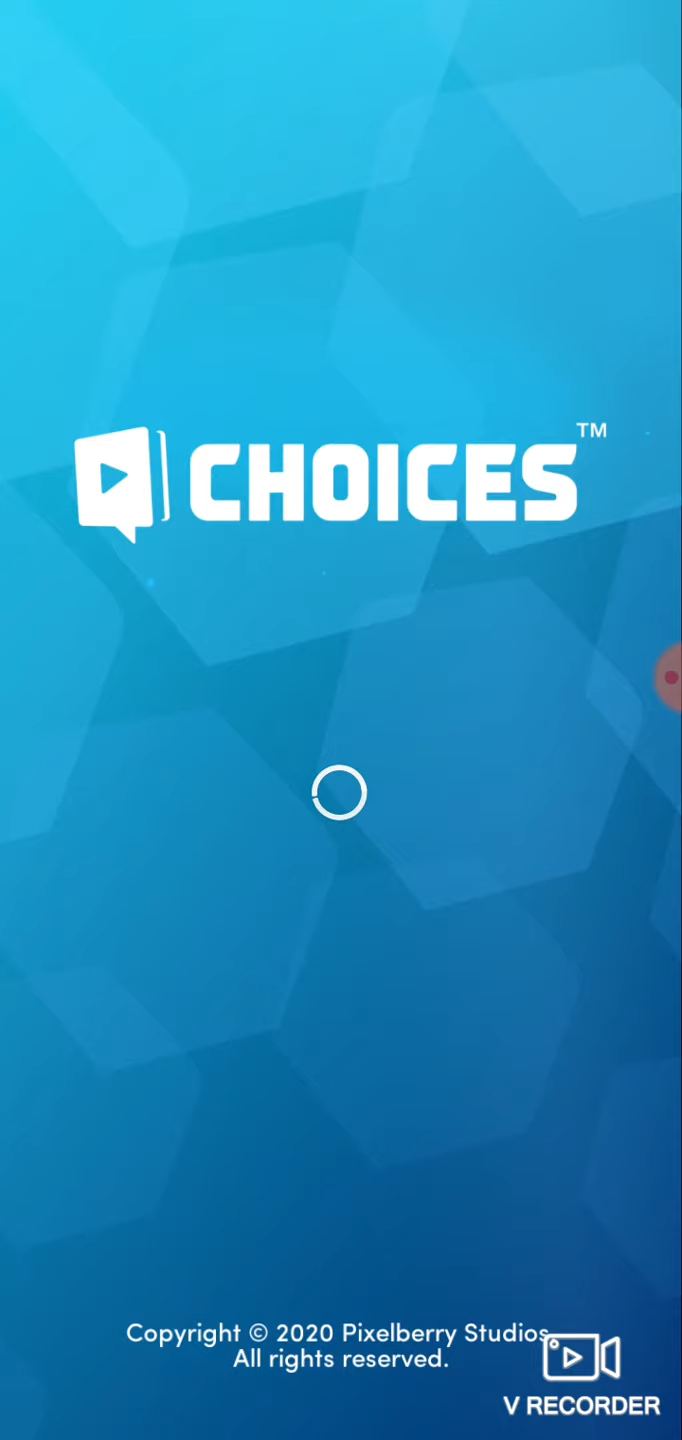 CHOICES™
Copyright © 2020 Pixelberry Studios
All rights reserved.
V RECORDER